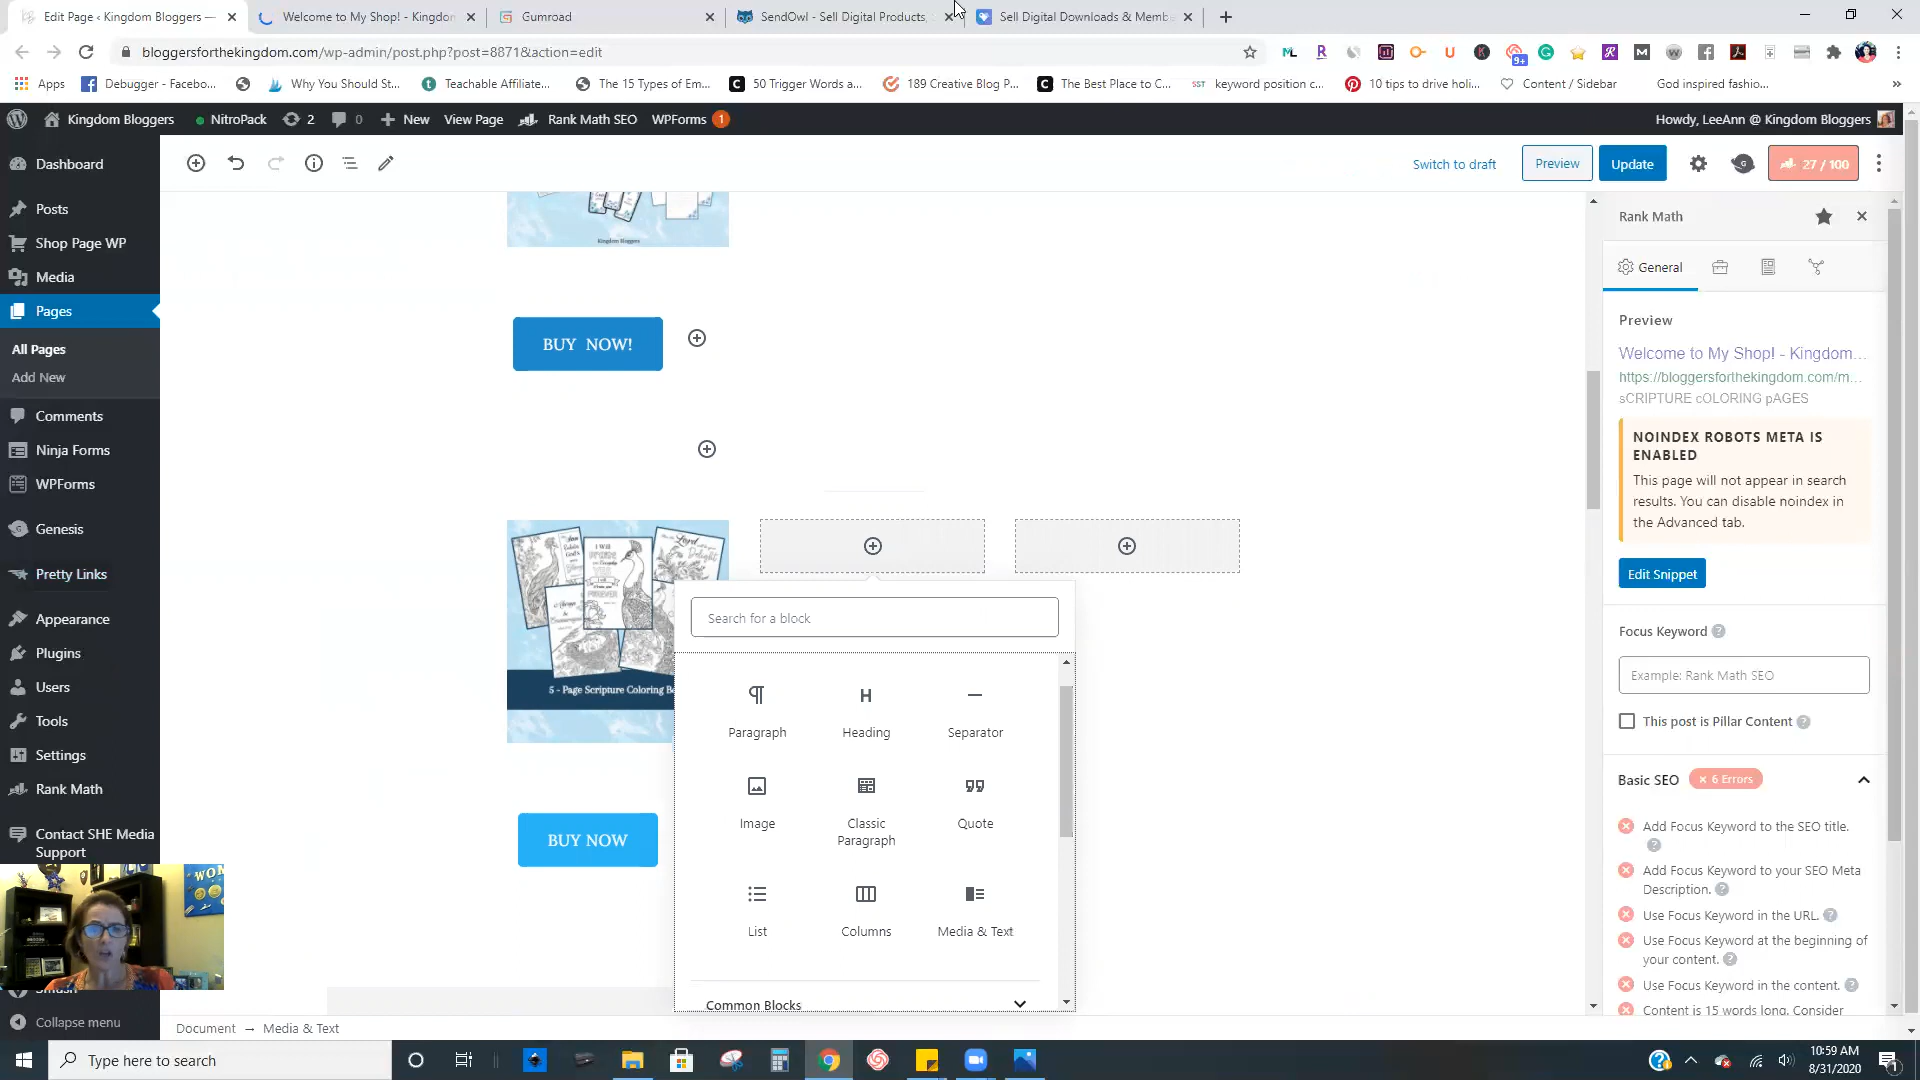 Edit Page ‹ Kingdom Bloggers —
Welcome to My Shop! - Kingdon
Gumroad
SendOwl - Sell Digital Products,
Sell Digital Downloads & Membe
bloggersforthekingdom.com/wp-admin/post.php?post=8871&action=edit
Apps
Debugger - Facebo...
Why You Should St...
Teachable Affiliate...
The 15 Types of Em...
50 Trigger Words a...
189 Creative Blog P...
The Best Place to C...
keyword position c...
10 tips to drive holi...
Content / Sidebar
God inspired fashio...
Kingdom Bloggers
NitroPack
2
0
New
View Page
Rank Math SEO
WPForms
1
Howdy, LeeAnn @ Kingdom Bloggers
Switch to draft
Preview
Update
27 / 100
Dashboard
Posts
Shop Page WP
Media
Pages
All Pages
Add New
Comments
Ninja Forms
WPForms
Genesis
Pretty Links
Appearance
Plugins
Users
Tools
Settings
Rank Math
Contact SHE Media
Support
Collapse menu
Kingdom Bloggers
BUY NOW!
5 - Page Scripture Coloring
BUY NOW
Search for a block
Paragraph
Heading
Separator
Image
Classic
Paragraph
Quote
List
Columns
Media & Text
Common Blocks
Document → Media & Text
Rank Math
General
Preview
Welcome to My Shop! - Kingdom...
https://bloggersforthekingdom.com/m...
sCRIPTURE cOLORING pAGES
NOINDEX ROBOTS META IS
ENABLED
This page will not appear in search
results. You can disable noindex in
the Advanced tab.
Edit Snippet
Focus Keyword
Example: Rank Math SEO
This post is Pillar Content
Basic SEO
× 6 Errors
Add Focus Keyword to the SEO title.
Add Focus Keyword to your SEO Meta
Description.
Use Focus Keyword in the URL.
Use Focus Keyword at the beginning of
your content.
Use Focus Keyword in the content.
Content is 15 words long. Consider
Type here to search
10:59 AM
8/31/2020